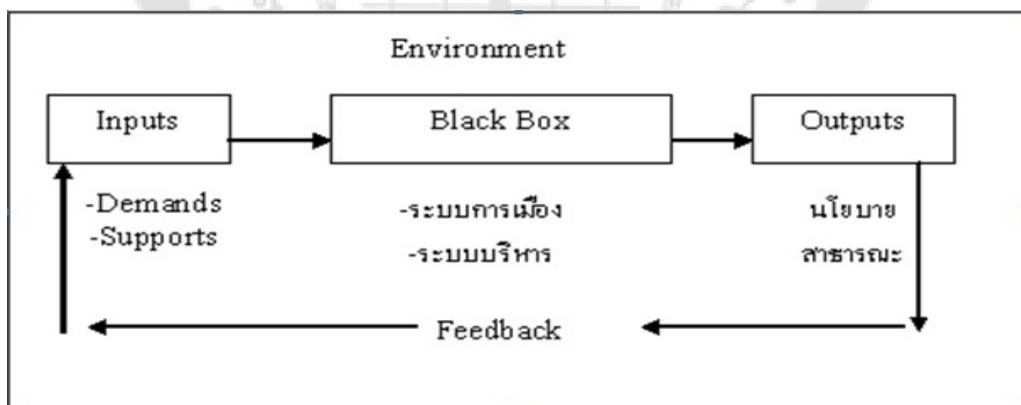 Environment
Inputs
Black Box
Outputs
-Demands
-Supports
-ระบบการเมือง
-ระบบบริหาร
นโยบาย
สาธารณะ
Feedback